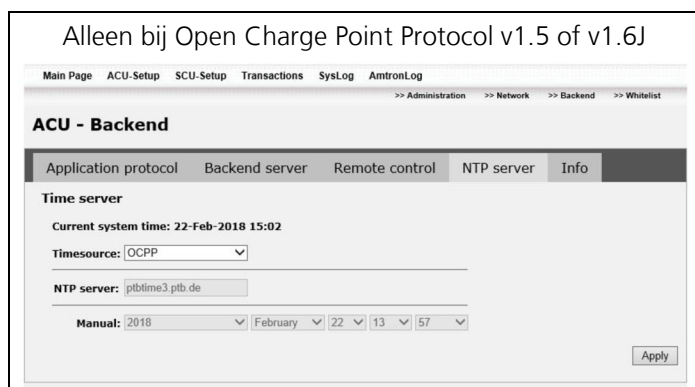 Alleen bij Open Charge Point Protocol v1.5 of v1.6J
Main Page ACU-Setup SCU-Setup Transactions SysLog AmtronLog
>> Administration >> Network >> Backend >> Whitelist
ACU - Backend
Application protocol Backend server Remote control NTP server Info
Time server
Current system time: 22-Feb-2018 15:02
Timesource: OCPP
NTP server: ptbtime3.ptb.de
Manual: 2018 February 22 13 57
Apply